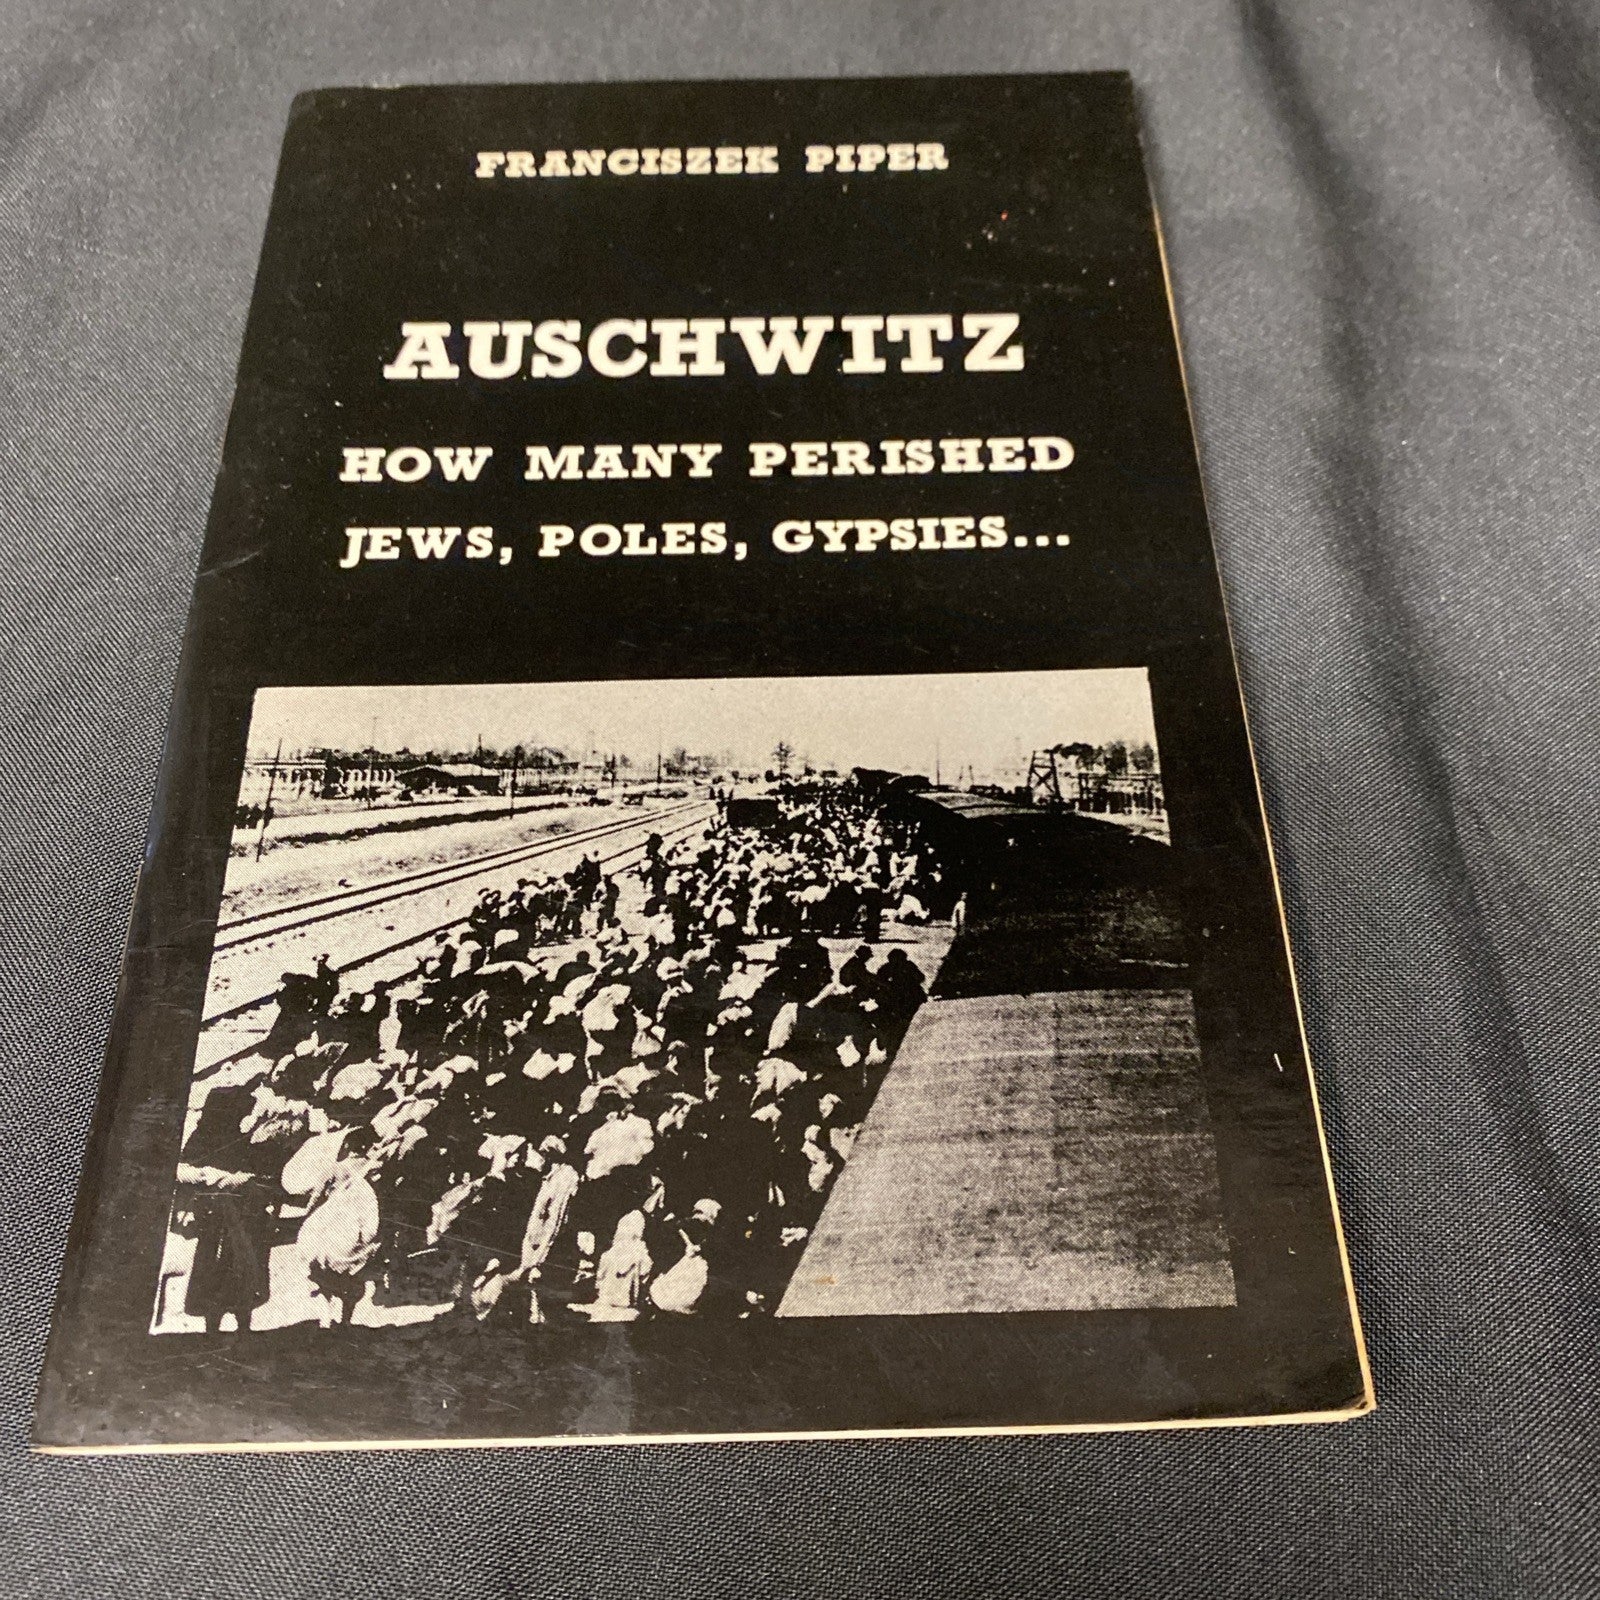 FRANCISZEK PIPER
AUSCHWITZ
HOW MANY PERISHED
JEWS, POLES, GYPSIES...